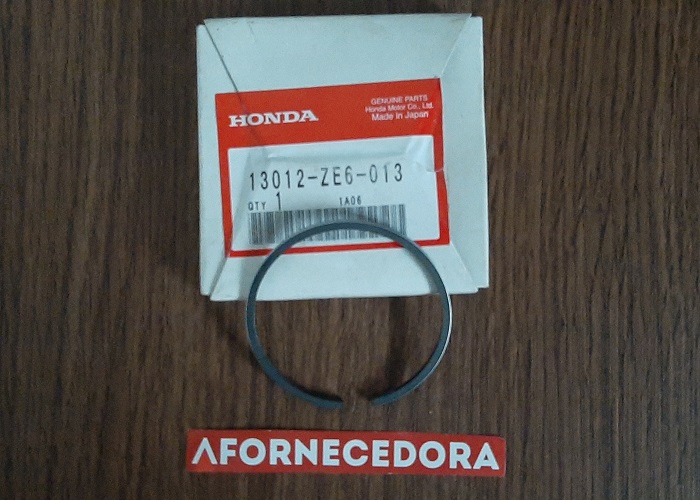 HONDA
GENUINE PARTS
Honda Motor Co., Ltd.
Made in Japan
13012-ZE6-013
QTY 1 1A06
AFORNECEDORA